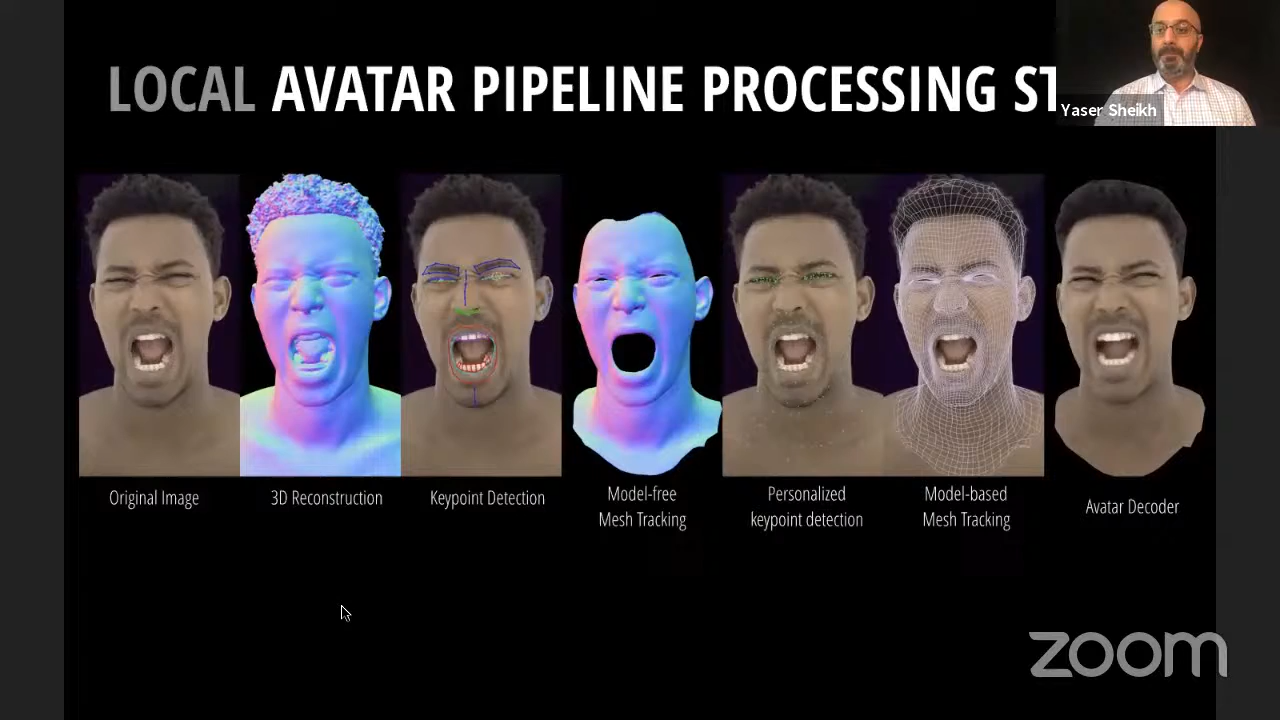 LOCAL AVATAR PIPELINE PROCESSING ST
Yaser Sheikh
Original Image
3D Reconstruction
Keypoint Detection
Model-free
Mesh Tracking
Personalized
keypoint detection
Model-based
Mesh Tracking
Avatar Decoder
zoom